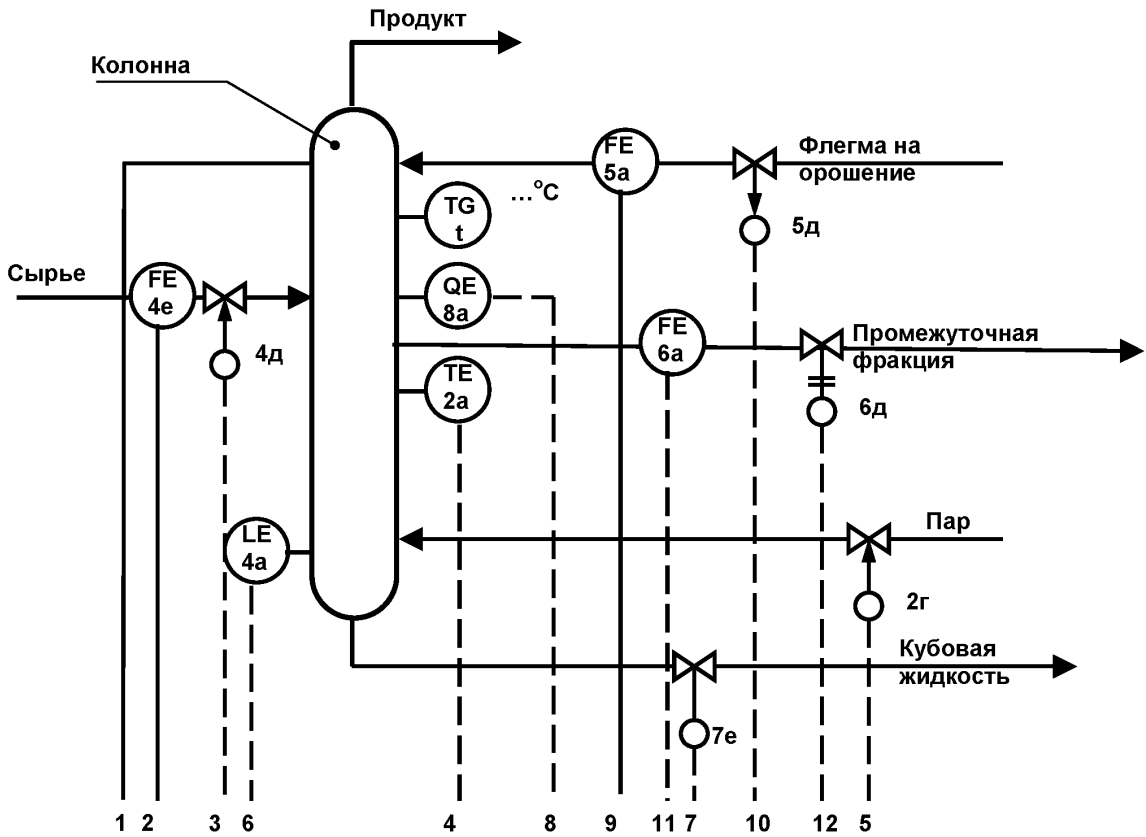 Продукт
Колонна
FE
5а
Флегма на
орошение
TG
t
...°С
5д
Сырье
FE
4е
QE
8а
4д
FE
6а
Промежуточная
фракция
TE
2а
6д
LE
4а
Пар
2г
Кубовая
жидкость
7е
1 2 3 6 4 8 9 11 7 10 12 5